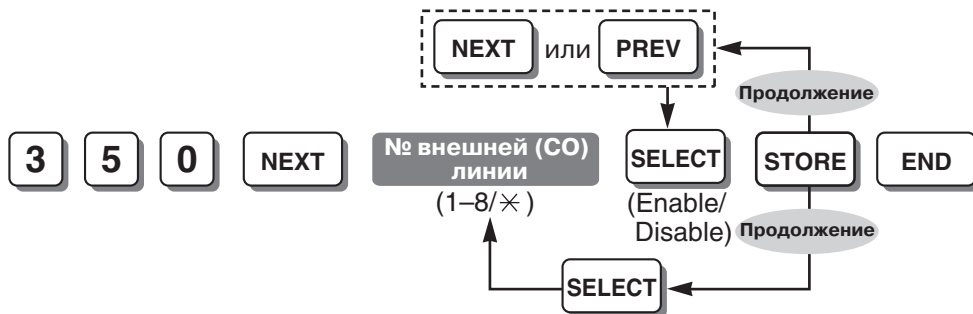 NEXT или PREV
Продолжение
3 5 0 NEXT № внешней (CO) линии SELECT STORE END
(1–8/✳)
(Enable/
Disable)
Продолжение
SELECT